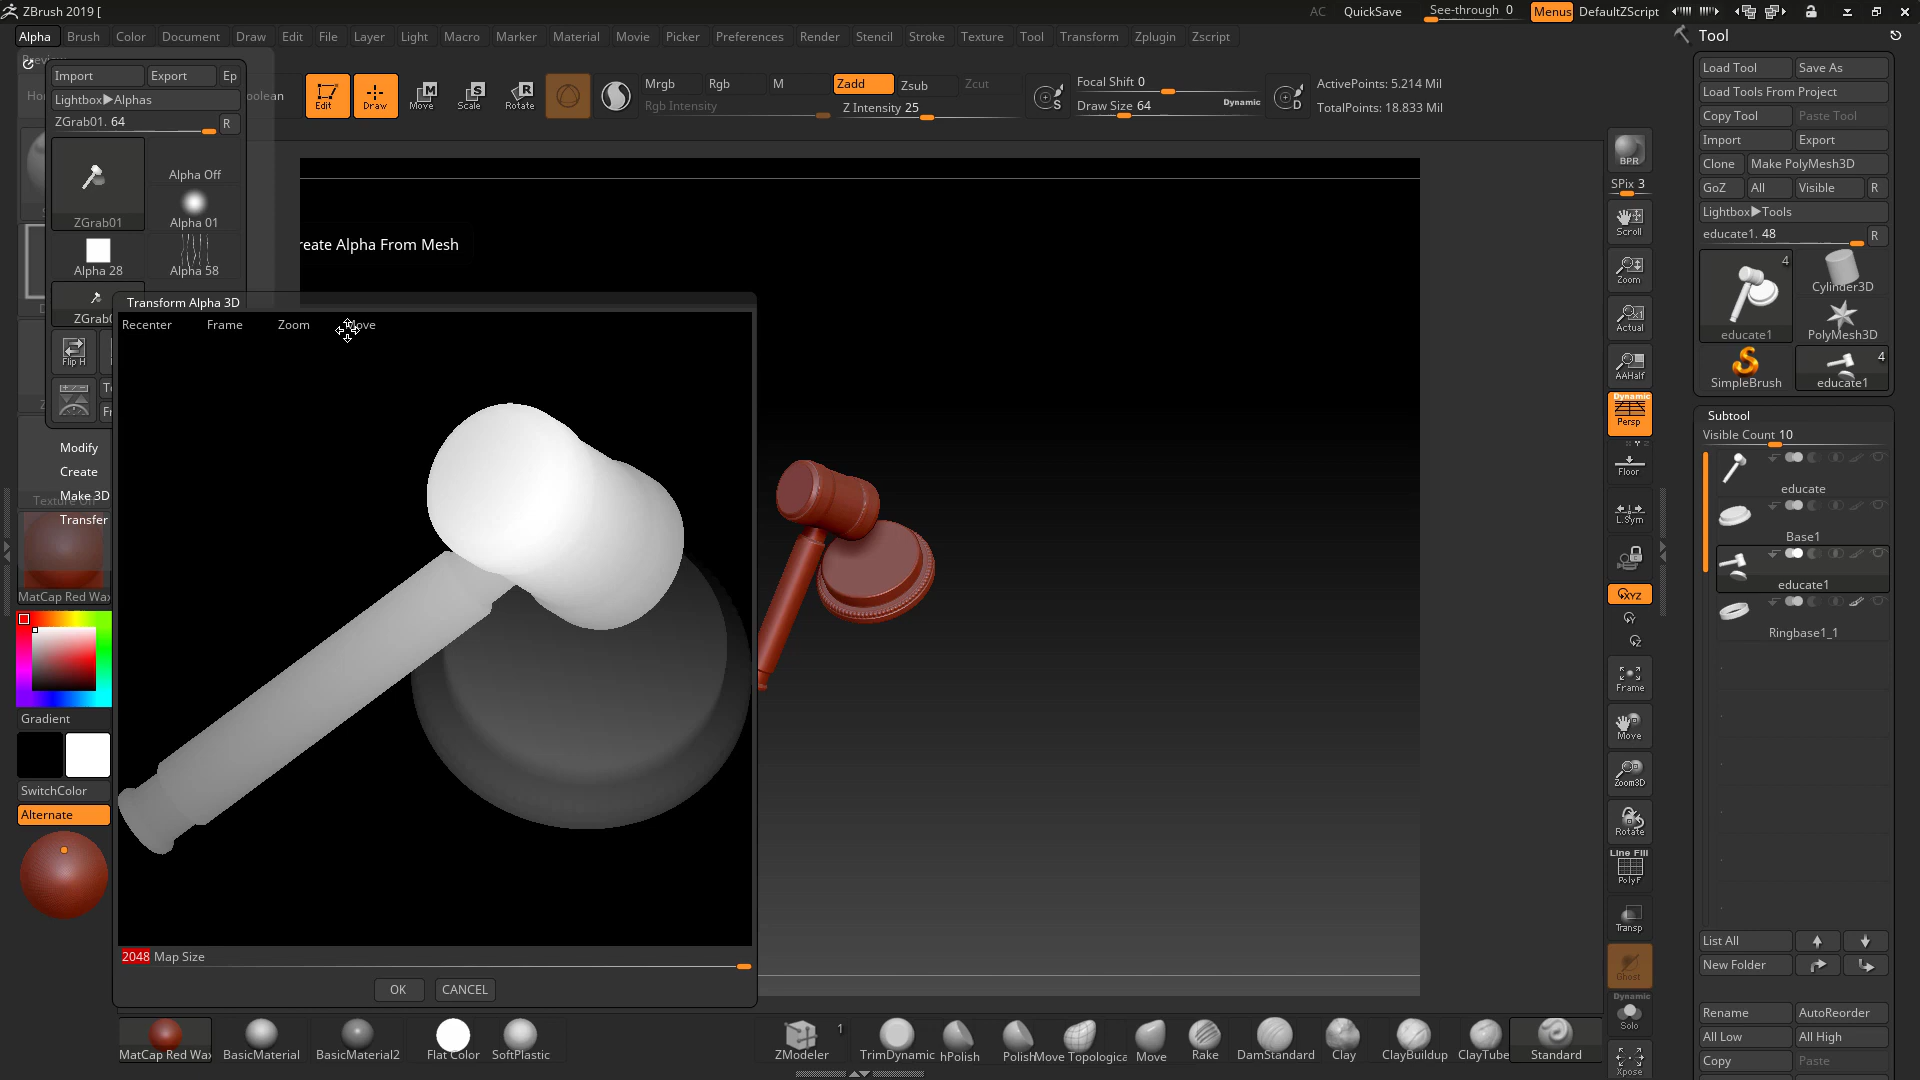 ZBrush 2019 [
AC QuickSave See-through 0 Menus DefaultZScript
Alpha Brush Color Document Draw Edit File Layer Light Macro Marker Material Movie Picker Preferences Render Stencil Stroke Texture Tool Transform Zplugin Zscript
Import Export Ep
Lightbox▶Alphas
ZGrab01. 64 R
ZGrab01
Alpha Off
Alpha 01
Alpha 28
Alpha 58
ZGrab0
Flip H
Modify
Create
Make 3D
Transfer
oolean
Edit Draw Move Scale Rotate
Mrgb Rgb M
Rgb Intensity
Zadd Zsub Zcut
Z Intensity 25
Focal Shift 0
Draw Size 64 Dynamic
ActivePoints: 5.214 Mil
TotalPoints: 18.833 Mil
reate Alpha From Mesh
Transform Alpha 3D
Recenter Frame Zoom Move
2048 Map Size
OK CANCEL
MatCap Red Wax
Gradient
SwitchColor
Alternate
MatCap Red Wax BasicMaterial BasicMaterial2 Flat Color SoftPlastic
ZModeler 1 TrimDynamic hPolish Polish Move Topologica Move Rake DamStandard Clay ClayBuildup ClayTube Standard
BPR
SPix 3
Scroll
Zoom
Actual
AAHalf
Dynamic
Persp
Floor
L.Sym
XYZ
Frame
Move
Zoom3D
Rotate
Line Fill
PolyF
Transp
Ghost
Dynamic
Solo
Xpose
Tool
Load Tool Save As
Load Tools From Project
Copy Tool Paste Tool
Import Export
Clone Make PolyMesh3D
GoZ All Visible R
Lightbox▶Tools
educate1. 48 R
4
educate1
Cylinder3D
PolyMesh3D
SimpleBrush
4
educate1
Subtool
Visible Count 10
educate
Base1
educate1
Ringbase1_1
List All
New Folder
Rename AutoReorder
All Low All High
Copy Paste